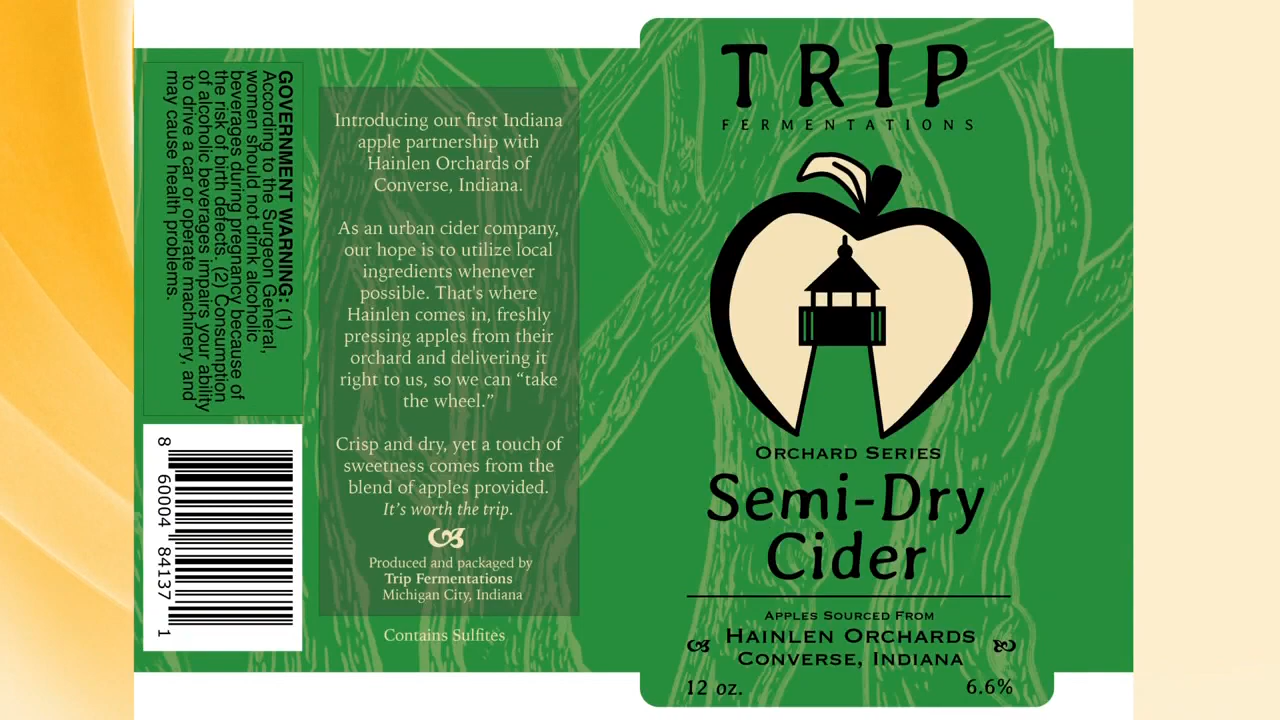 GOVERNMENT WARNING: (1)
According to the Surgeon General,
women should not drink alcoholic
beverages during pregnancy because of
the risk of birth defects. (2) Consumption
of alcoholic beverages impairs your ability
to drive a car or operate machinery, and
may cause health problems.
8 60004 84137 1
Introducing our first Indiana
apple partnership with
Hainlen Orchards of
Converse, Indiana.
As an urban cider company,
our hope is to utilize local
ingredients whenever
possible. That's where
Hainlen comes in, freshly
pressing apples from their
orchard and delivering it
right to us, so we can “take
the wheel.”
Crisp and dry, yet a touch of
sweetness comes from the
blend of apples provided.
It's worth the trip.
Produced and packaged by
Trip Fermentations
Michigan City, Indiana
Contains Sulfites
TRIP
FERMENTATIONS
ORCHARD SERIES
Semi-Dry
Cider
APPLES SOURCED FROM
HAINLEN ORCHARDS
CONVERSE, INDIANA
12 oz. 6.6%